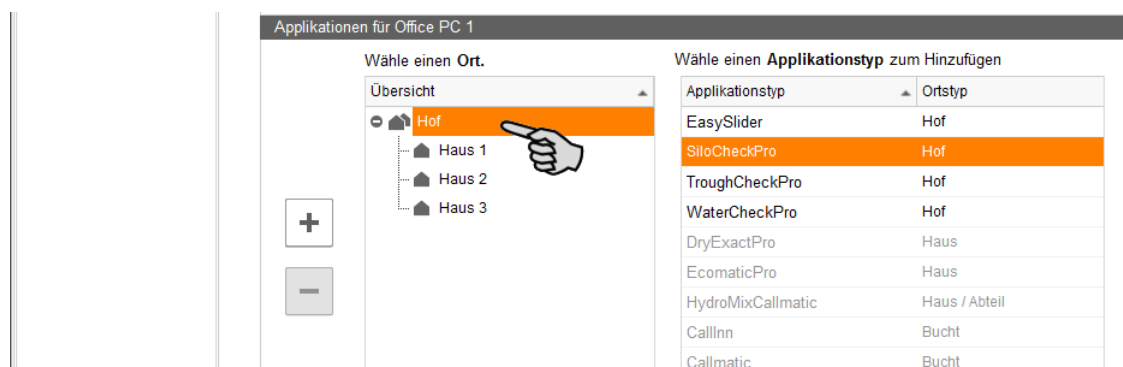 Applikationen für Office PC 1
Wähle einen Ort.
Übersicht
Hof
Haus 1
Haus 2
Haus 3
Wähle einen Applikationstyp zum Hinzufügen
Applikationstyp Ortstyp
EasySlider Hof
SiloCheckPro Hof
TroughCheckPro Hof
WaterCheckPro Hof
DryExactPro Haus
EcomaticPro Haus
HydroMixCallmatic Haus / Abteil
CallInn Bucht
Callmatic Bucht